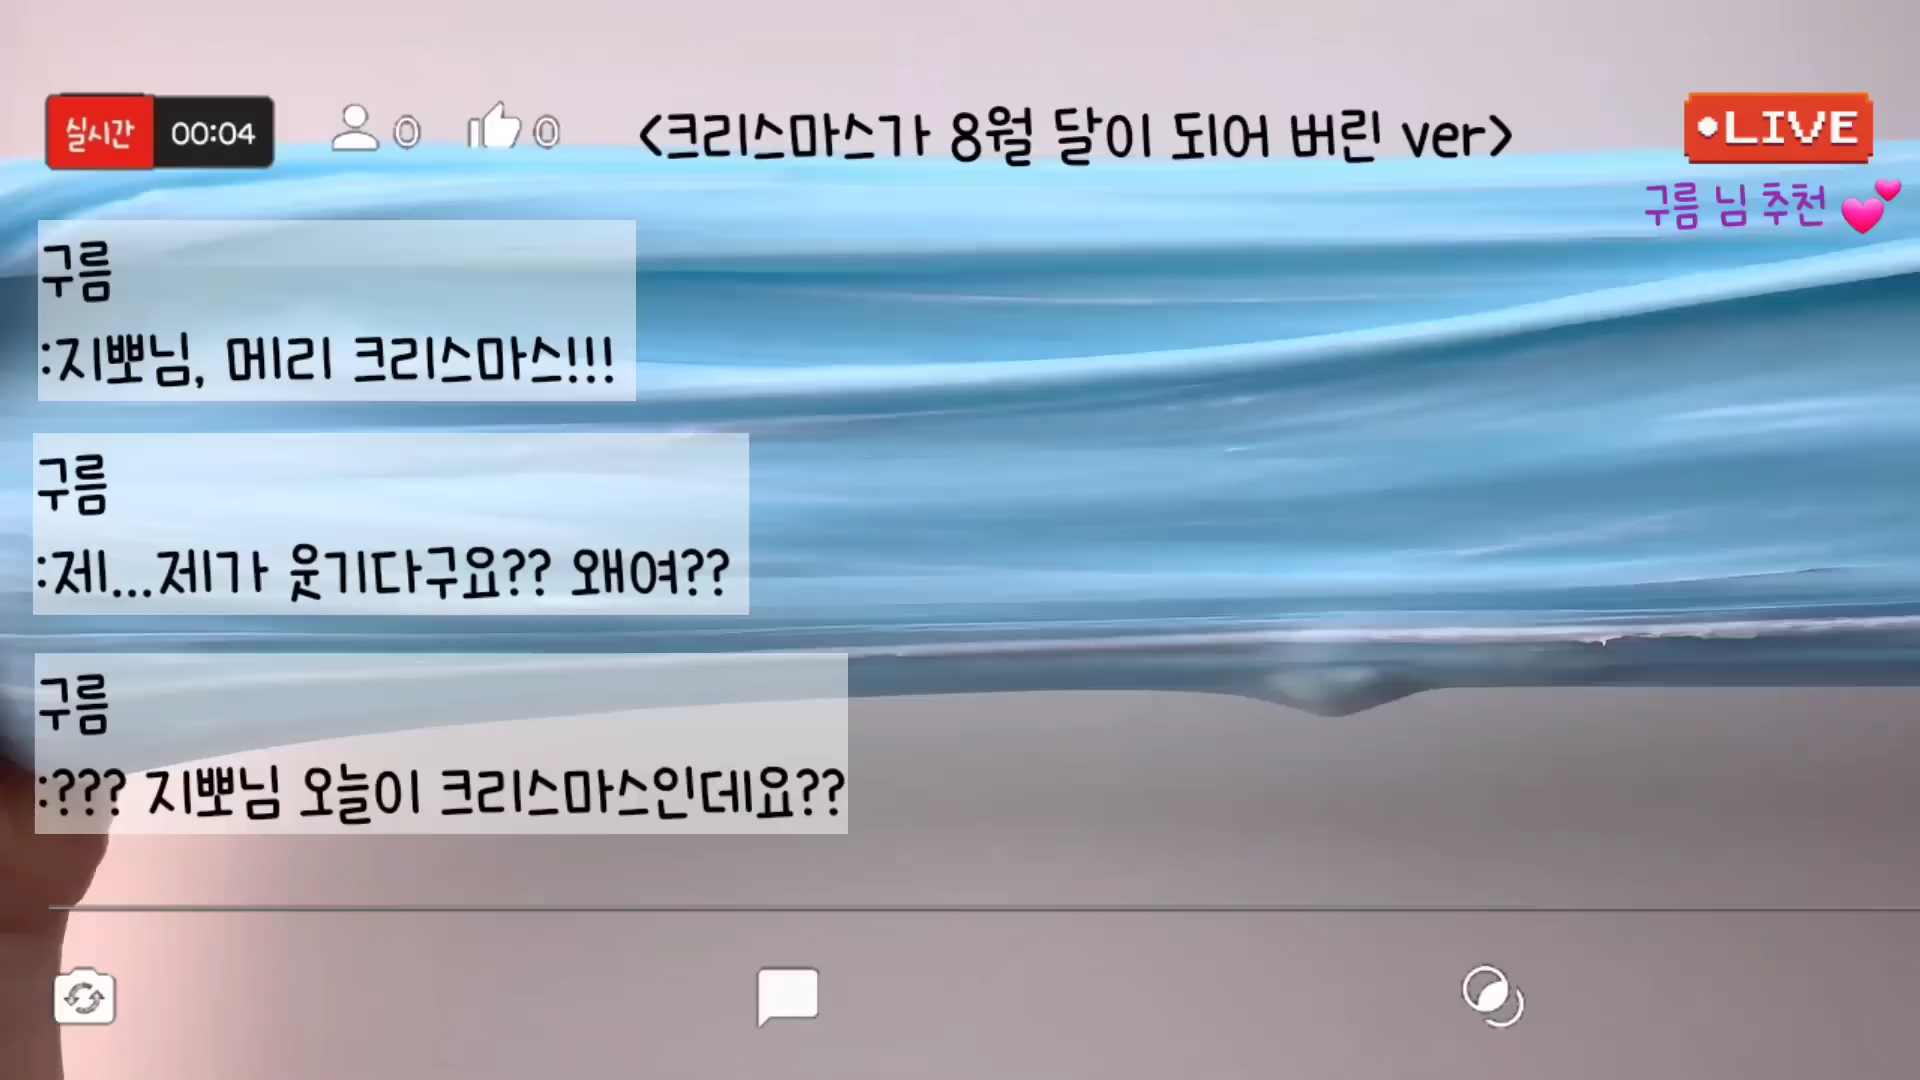 실시간 00:04 0 0 <크리스마스가 8월 달이 되어 버린 ver> LIVE
구름 님 추천 💕
구름
:지뽀님, 메리 크리스마스!!!
구름
:제...제가 웃기다구요?? 왜여??
구름
:??? 지뽀님 오늘이 크리스마스인데요??